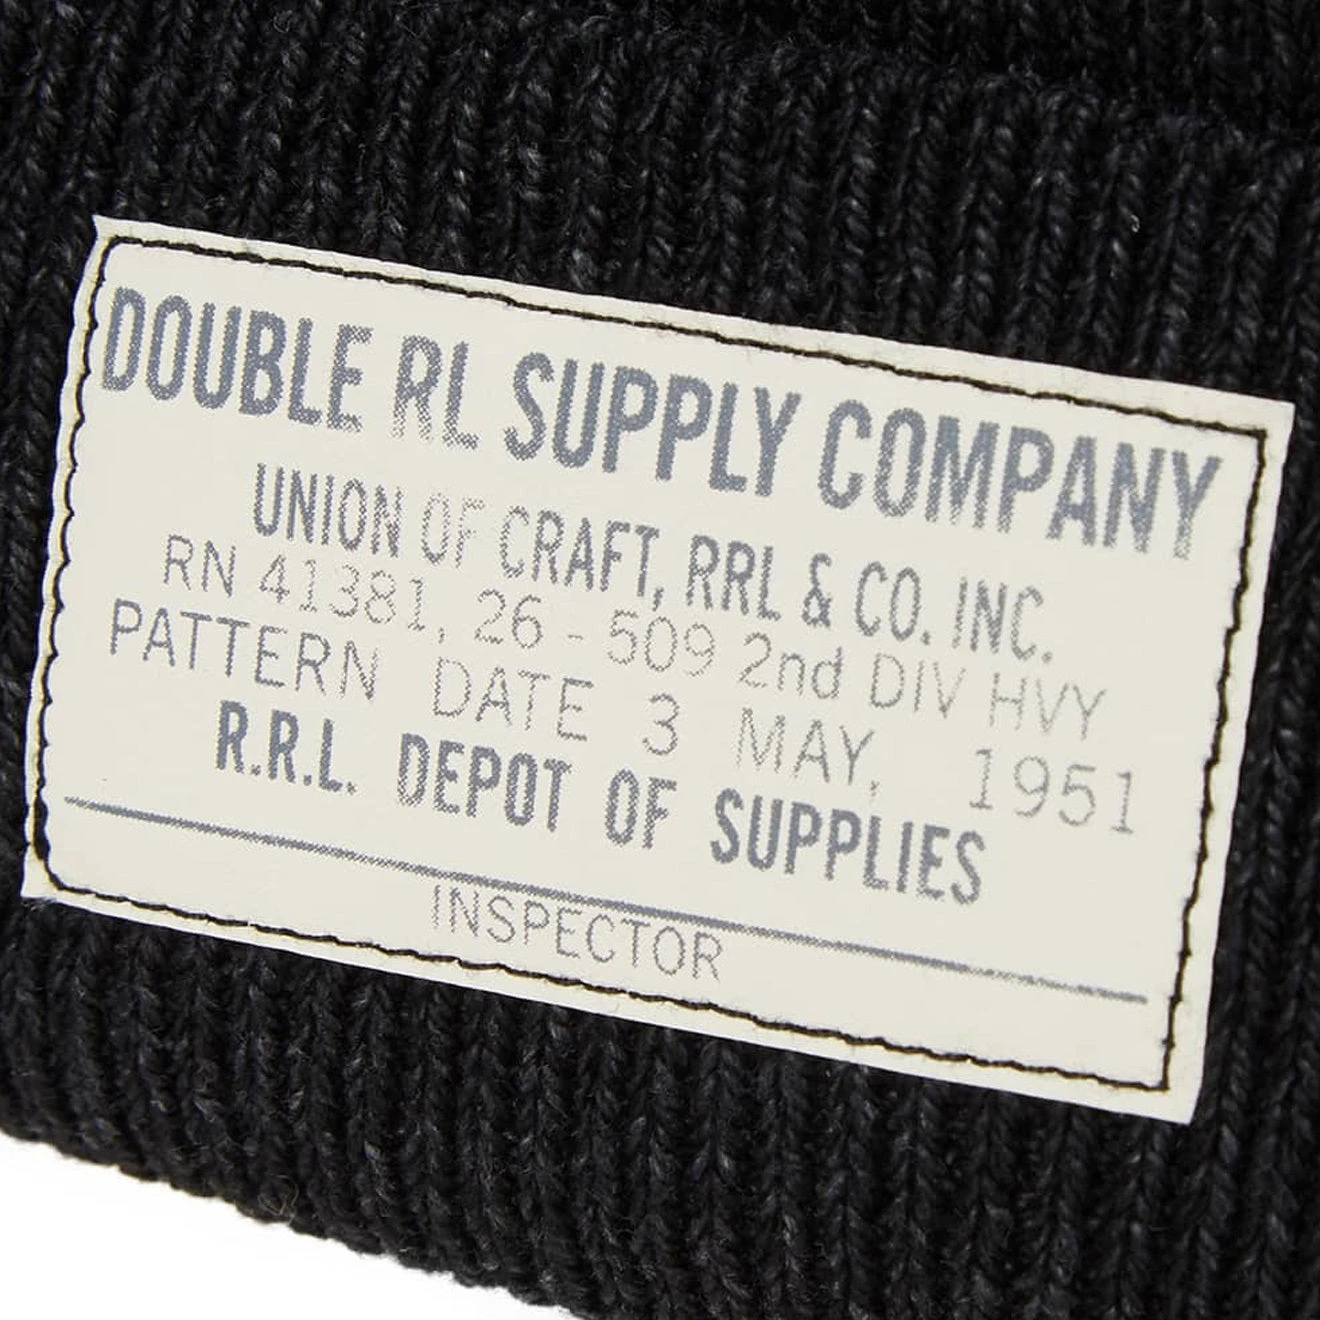 DOUBLE RL SUPPLY COMPANY
UNION OF CRAFT, RRL & CO. INC.
RN 41381, 26 - 509 2nd DIV HVY
PATTERN DATE 3 MAY, 1951
R.R.L. DEPOT OF SUPPLIES
INSPECTOR